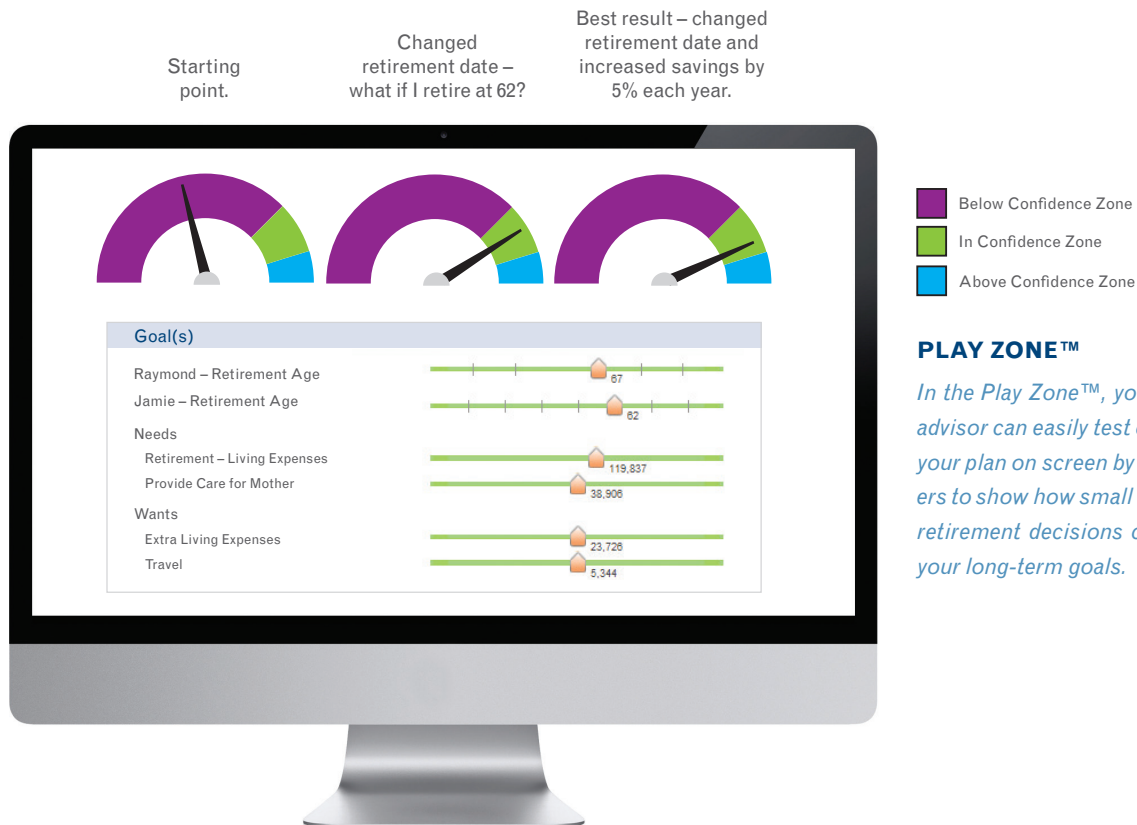 Starting
point.
Changed
retirement date –
what if I retire at 62?
Best result – changed
retirement date and
increased savings by
5% each year.
Below Confidence Zone
In Confidence Zone
Above Confidence Zone
Goal(s)
Raymond – Retirement Age
67
Jamie – Retirement Age
62
Needs
Retirement – Living Expenses
119,837
Provide Care for Mother
38,906
Wants
Extra Living Expenses
23,726
Travel
5,344
PLAY ZONE™
In the Play Zone™,
advisor can easily test
your plan on screen by
ers to show how small
retirement decisions
your long-term goals.